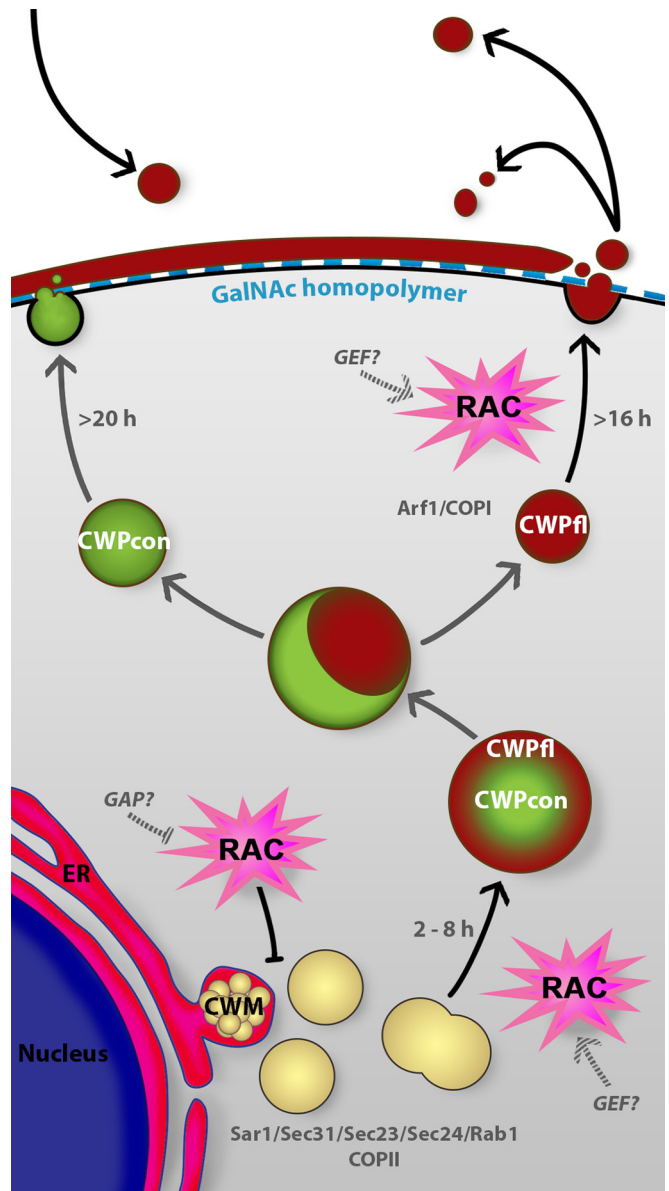 GalNAc homopolymer
GEF?
RAC
>20 h
>16 h
Arf1/COPI
CWPcon
CWPfl
CWPfl
CWPcon
GAP?
RAC
ER
2 - 8 h
RAC
CWM
Nucleus
GEF?
Sar1/Sec31/Sec23/Sec24/Rab1
COPII